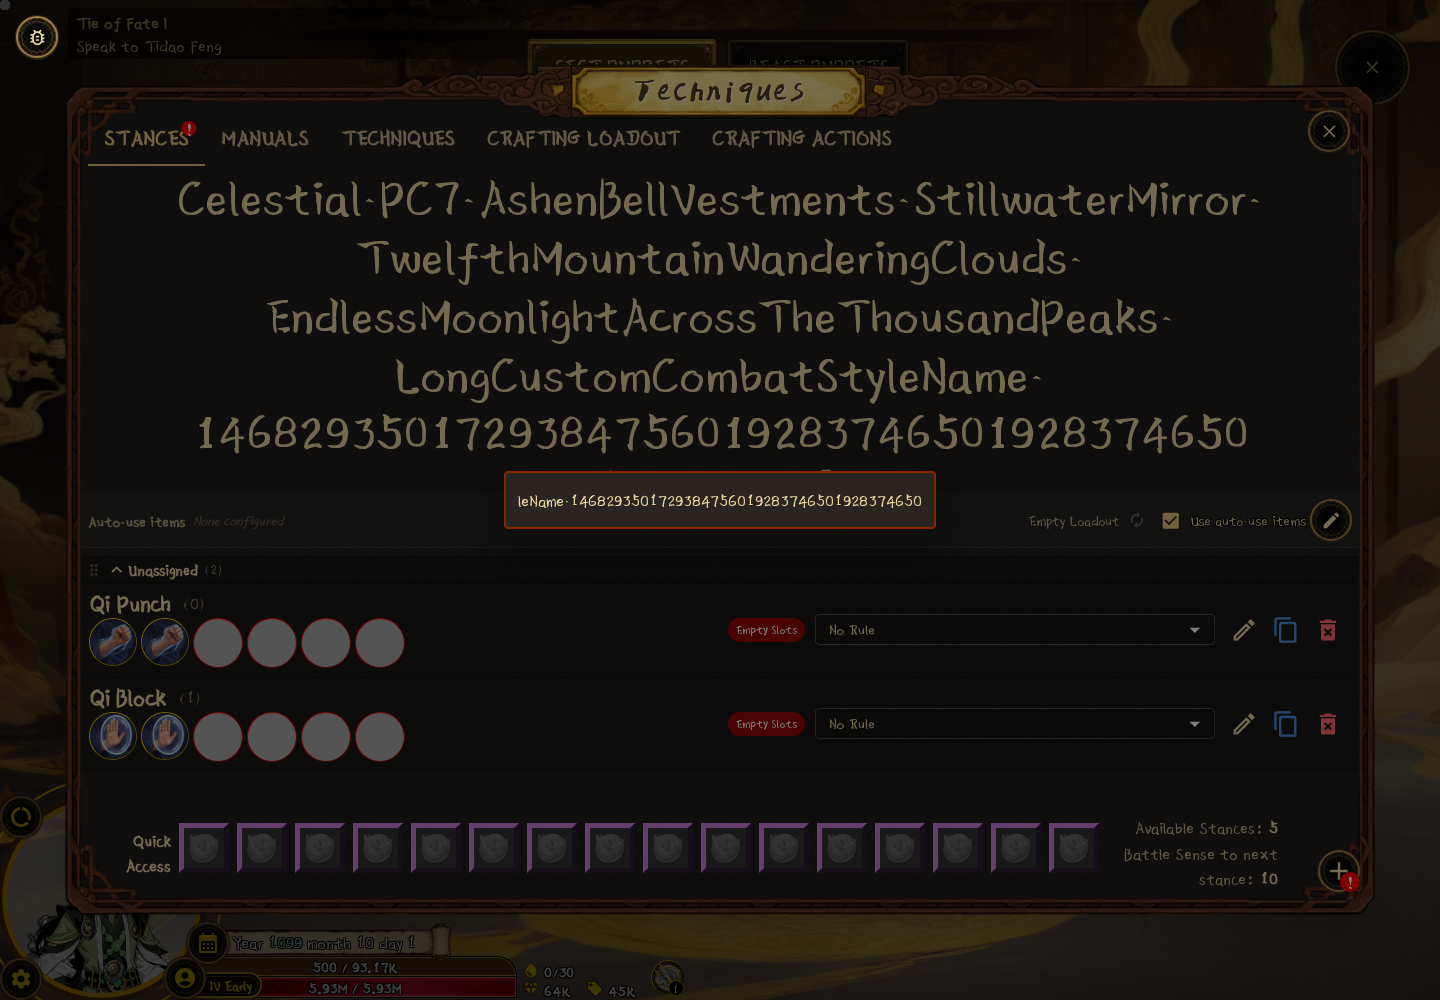 Tie of Fate 1
Speak to Tidao Feng
Techniques
STANCES
MANUALS
TECHNIQUES
CRAFTING LOADOUT
CRAFTING ACTIONS
Celestial-PC7-AshenBellVestments-StillwaterMirror-
TwelfthMountainWanderingClouds-
EndlessMoonlightAcrossTheThousandPeaks-
LongCustomCombatStyleName-
1468293501729384756019283746501928374650
leName-1468293501729384756019283746501928374650
Auto-use items None configured
Empty Loadout
Use auto-use items
Unassigned (2)
Qi Punch (0)
Empty Slots
No Rule
Qi Block (1)
Empty Slots
No Rule
Quick
Access
Available Stances: 5
Battle Sense to next
stance: 10
Year 1099 month 10 day 1
500 / 93.17K
IV Early
5.93M / 5.93M
0/30
64K
45K